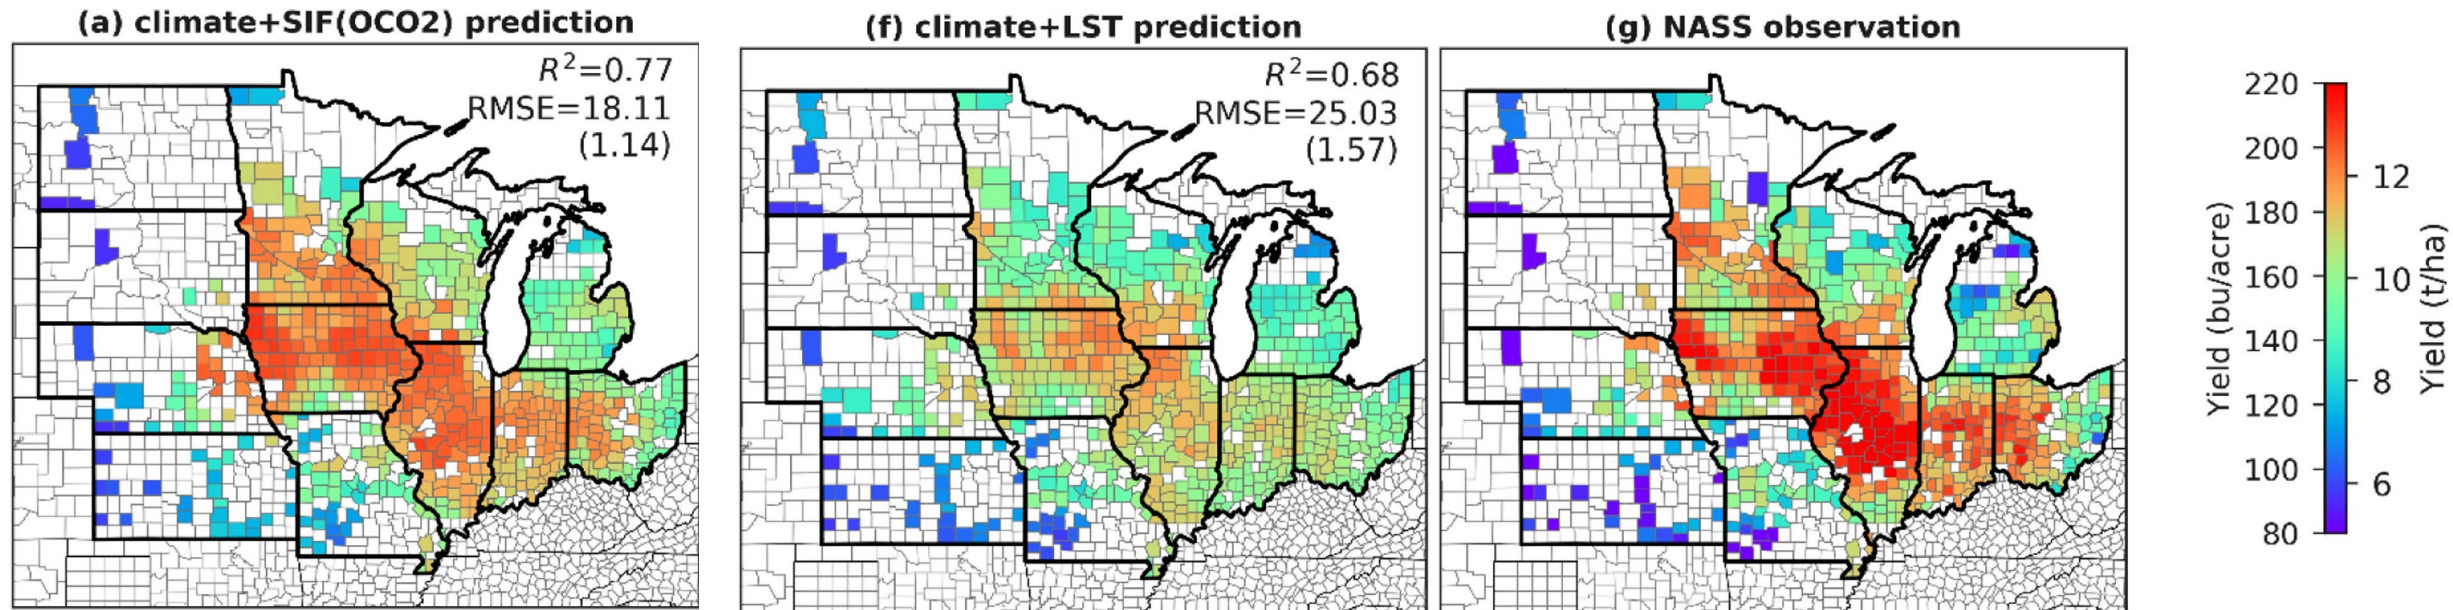 (a) climate+SIF(OCO2) prediction
R²=0.77
RMSE=18.11
(1.14)
(f) climate+LST prediction
R²=0.68
RMSE=25.03
(1.57)
(g) NASS observation
220
200
180
160
140
120
100
80
Yield (bu/acre)
12
10
8
6
Yield (t/ha)